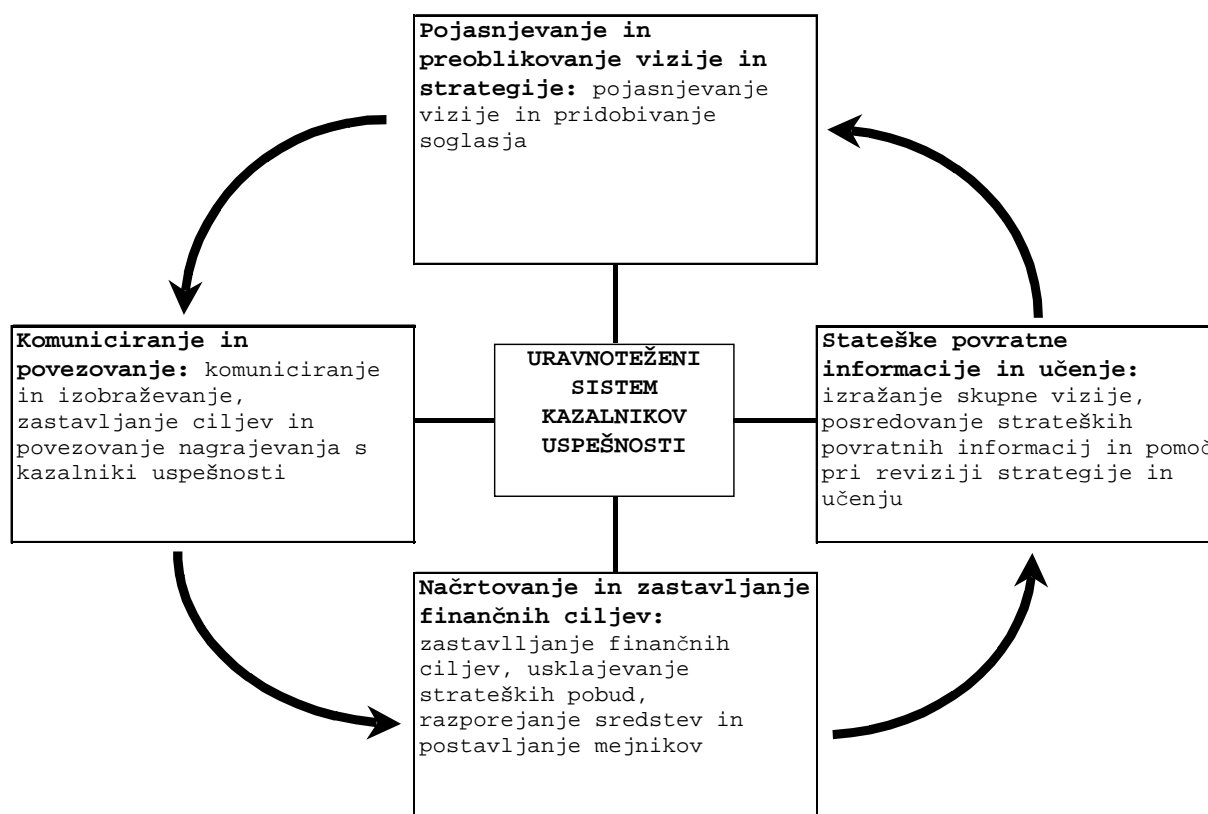 Pojasnjevanje in
preoblikovanje vizije in
strategije: pojasnjevanje
vizije in pridobivanje
soglasja
Komuniciranje in
povezovanje: komuniciranje
in izobraževanje,
zastavljanje ciljev in
povezovanje nagrajevanja s
kazalniki uspešnosti
URAVNOTEŽENI
SISTEM
KAZALNIKOV
USPEŠNOSTI
Stateške povratne
informacije in učenje:
izražanje skupne vizije,
posredovanje strateških
povratnih informacij in pomoč
pri reviziji strategije in
učenju
Načrtovanje in zastavljanje
finančnih ciljev:
zastavlljanje finančnih
ciljev, usklajevanje
strateških pobud,
razporejanje sredstev in
postavljanje mejnikov